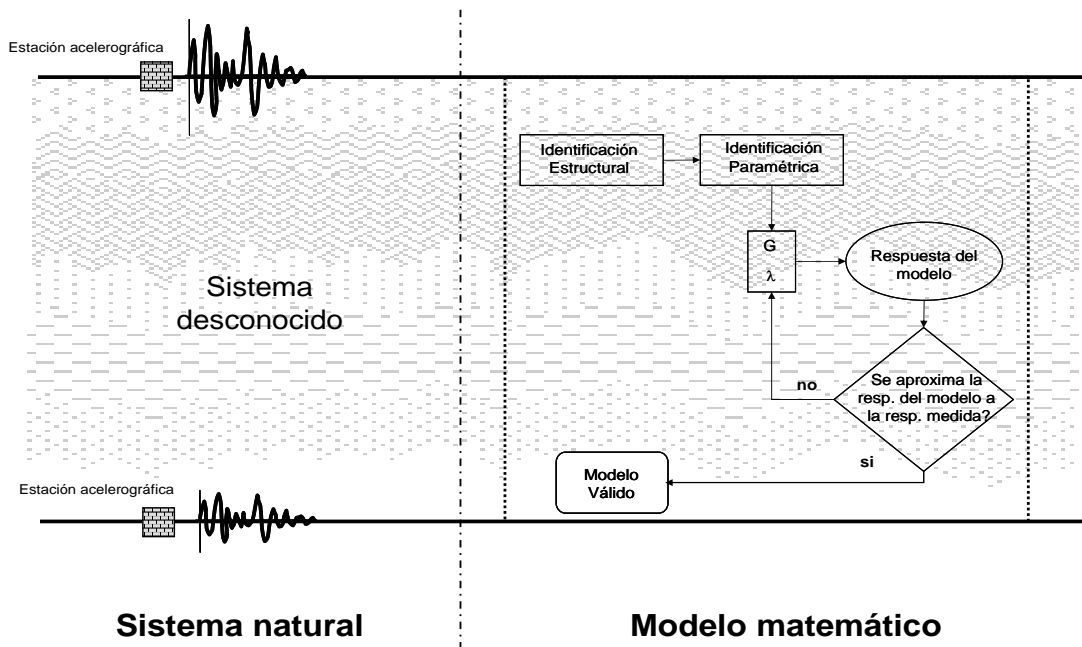 Estación acelerográfica
Identificación
Estructural
Identificación
Paramétrica
G
λ
Respuesta del
modelo
Sistema
desconocido
no
Se aproxima la
resp. del modelo a
la resp. medida?
si
Modelo
Válido
Estación acelerográfica
Sistema natural
Modelo matemático